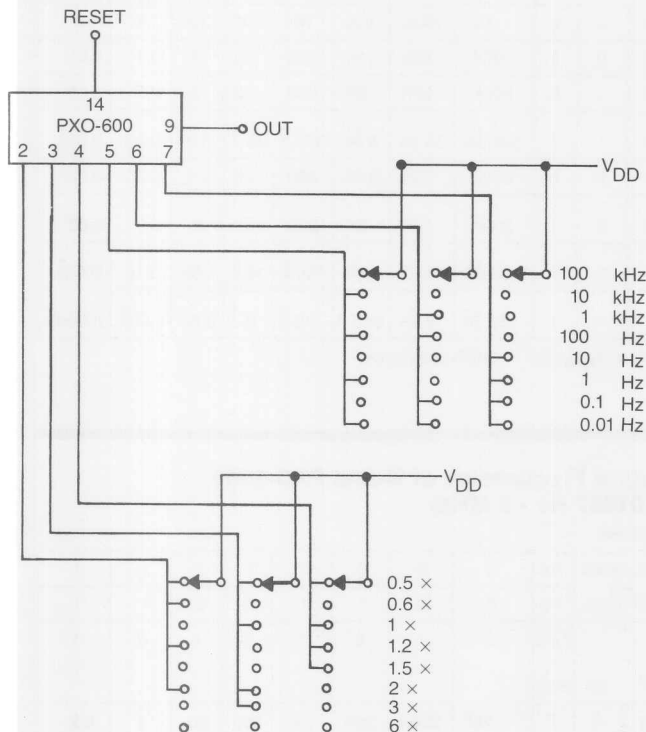 RESET
14
PXO-600
9
OUT
2 3 4 5 6 7
VDD
100 kHz
10 kHz
1 kHz
100 Hz
10 Hz
1 Hz
0.1 Hz
0.01 Hz
VDD
0.5 ×
0.6 ×
1 ×
1.2 ×
1.5 ×
2 ×
3 ×
6 ×